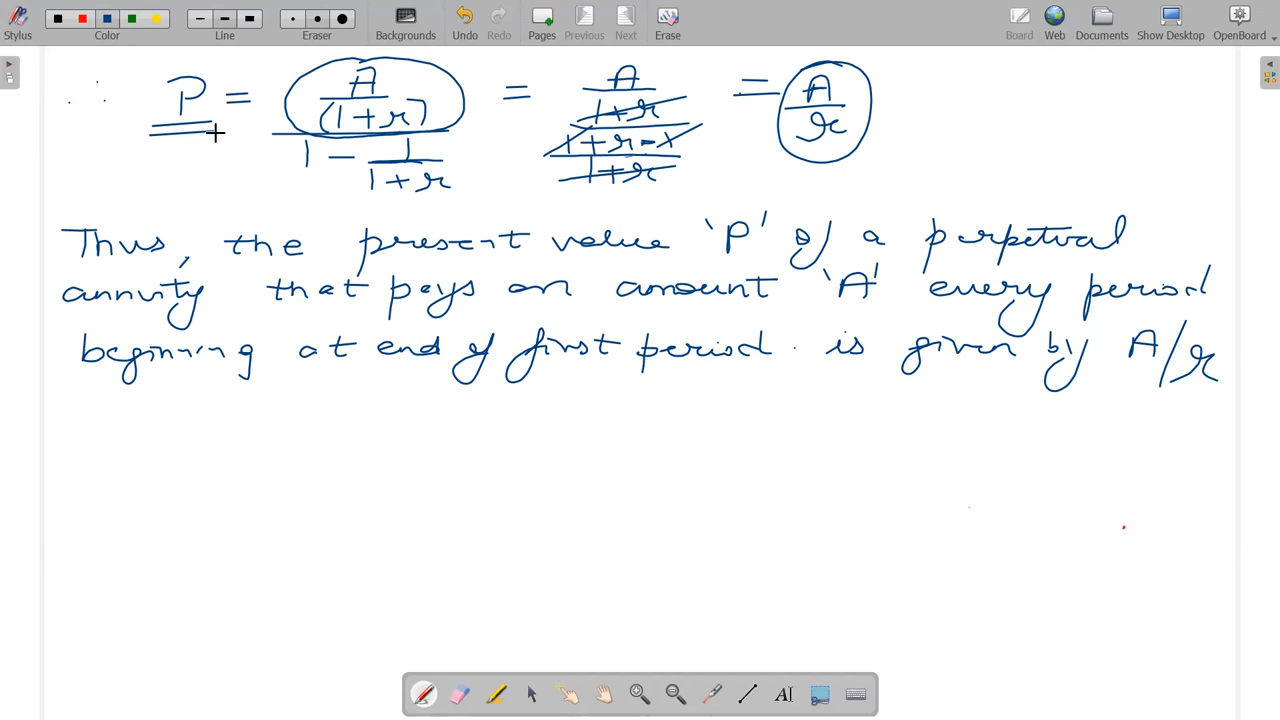 Stylus Color Line Eraser Backgrounds Undo Redo Pages Previous Next Erase Board Web Documents Show Desktop OpenBoard
∴ P = (A/(1+r)) / (1 - 1/(1+r)) = (A/(1+r)) / ((1+r-1)/(1+r)) = A/r
Thus, the present value 'P' of a perpetual
annuity that pays an amount 'A' every period
beginning at end of first period. is given by A/r
AI